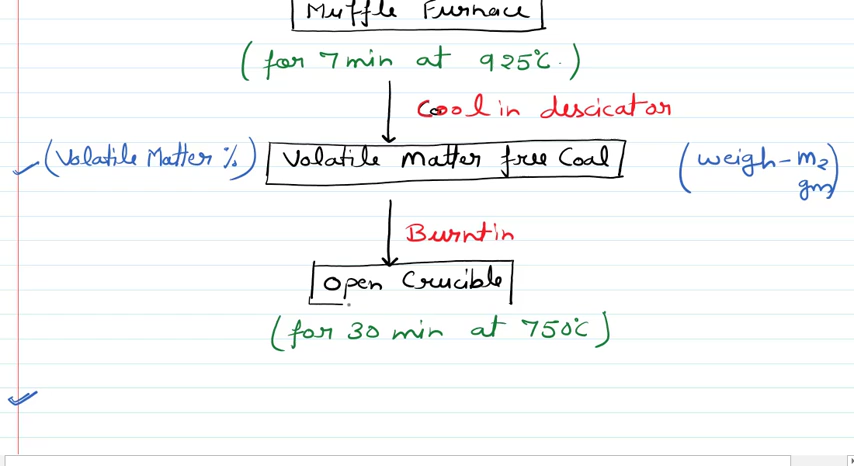 Muffle Furnace
(for 7 min at 925°C.)
Cool in descicator
(Volatile Matter %) Volatile matter free Coal (weigh - m2
gm)
Burnt in
Open Crucible
(for 30 min at 750°C)